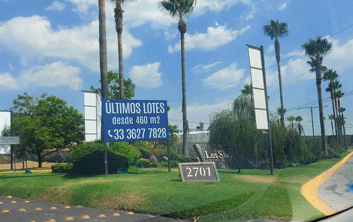 ÚLTIMOS LOTES
desde 460 m2
33 3627 7828
2701